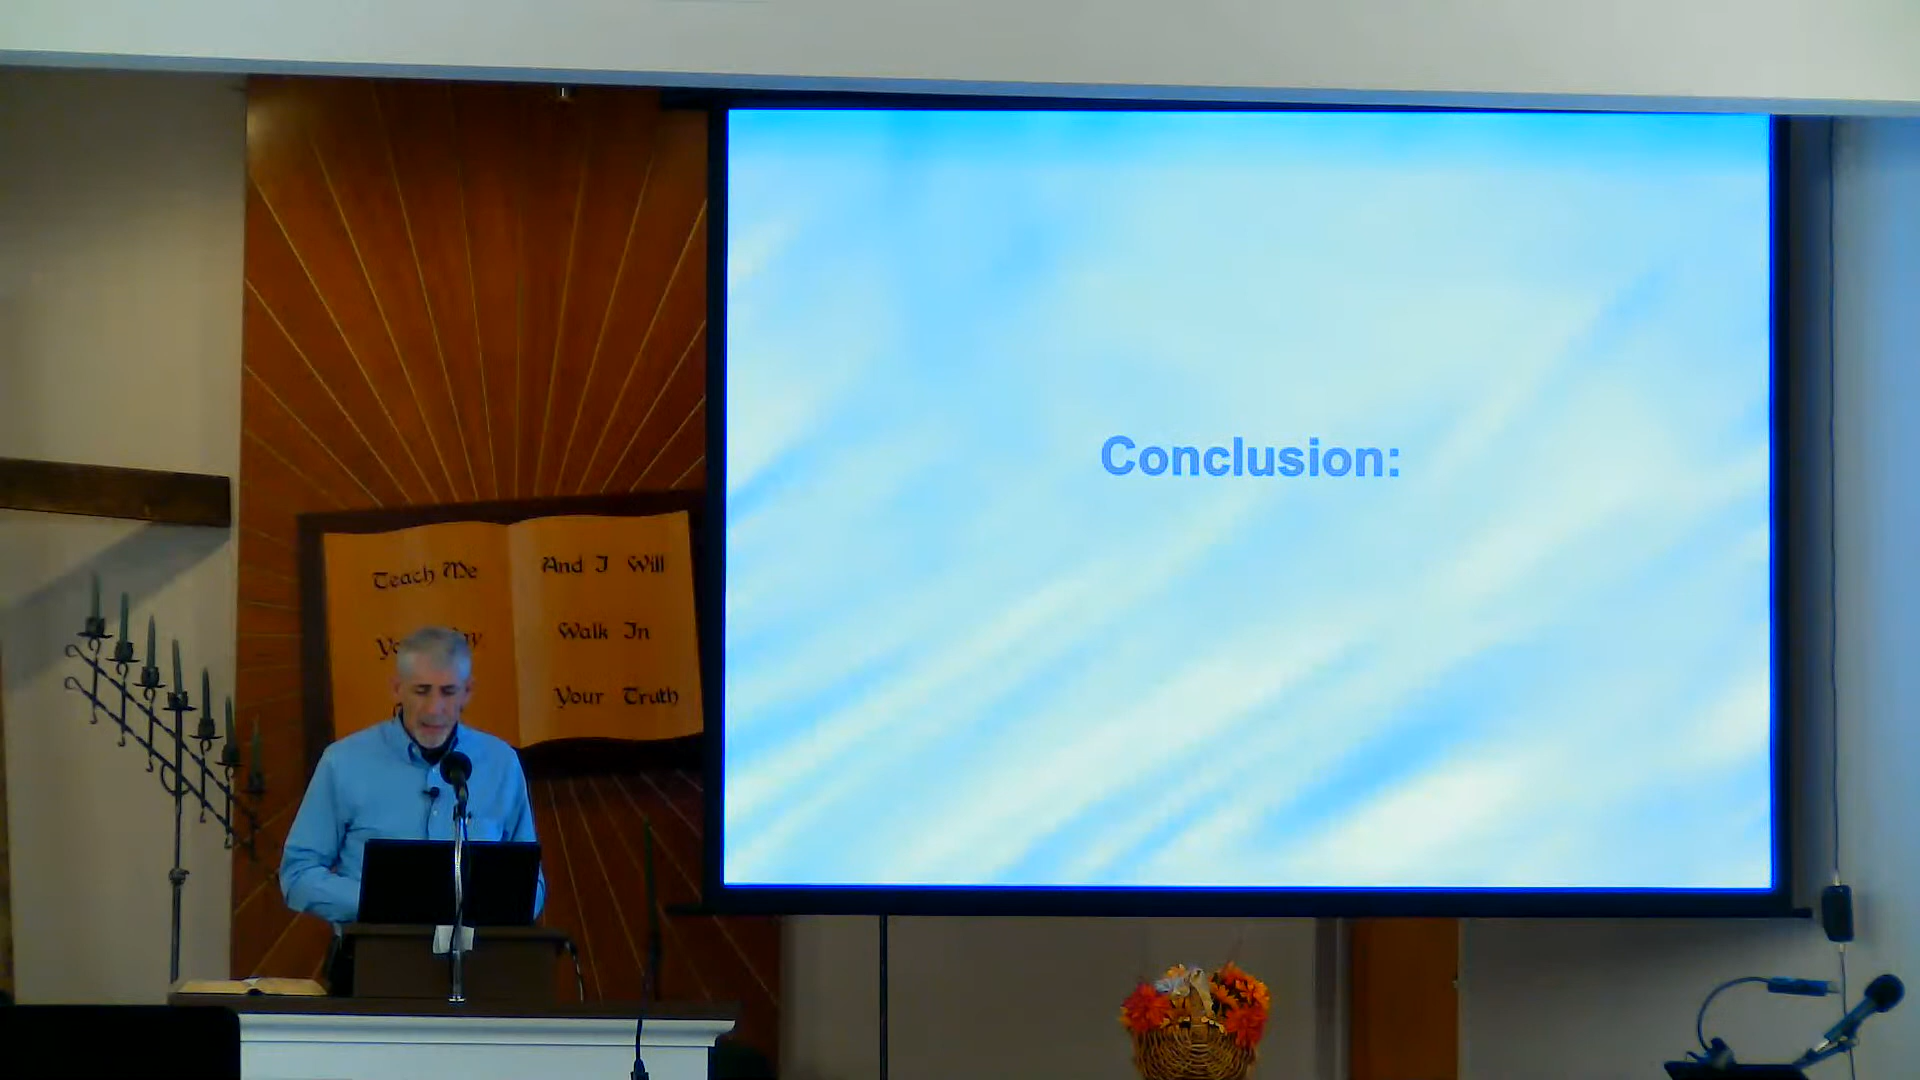 Conclusion:
Teach Me
And I Will
Walk In
Your Truth